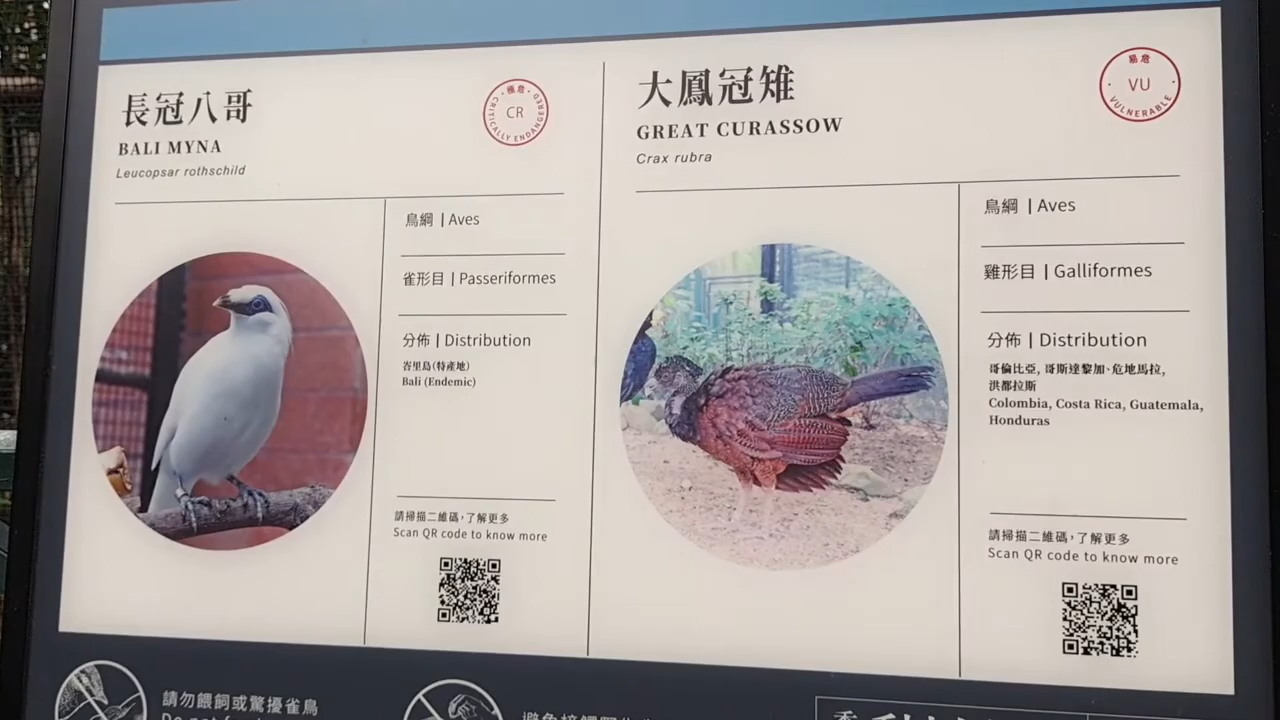 長冠八哥
BALI MYNA
Leucopsar rothschild
極危
CR
CRITICALLY ENDANGERED
鳥綱 | Aves
雀形目 | Passeriformes
分佈 | Distribution
峇里島(特產地)
Bali (Endemic)
請掃描二維碼,了解更多
Scan QR code to know more
大鳳冠雉
GREAT CURASSOW
Crax rubra
易危
VU
VULNERABLE
鳥綱 | Aves
雞形目 | Galliformes
分佈 | Distribution
哥倫比亞, 哥斯達黎加、危地馬拉,
洪都拉斯
Colombia, Costa Rica, Guatemala,
Honduras
請掃描二維碼,了解更多
Scan QR code to know more
請勿餵飼或驚擾雀鳥
Do not